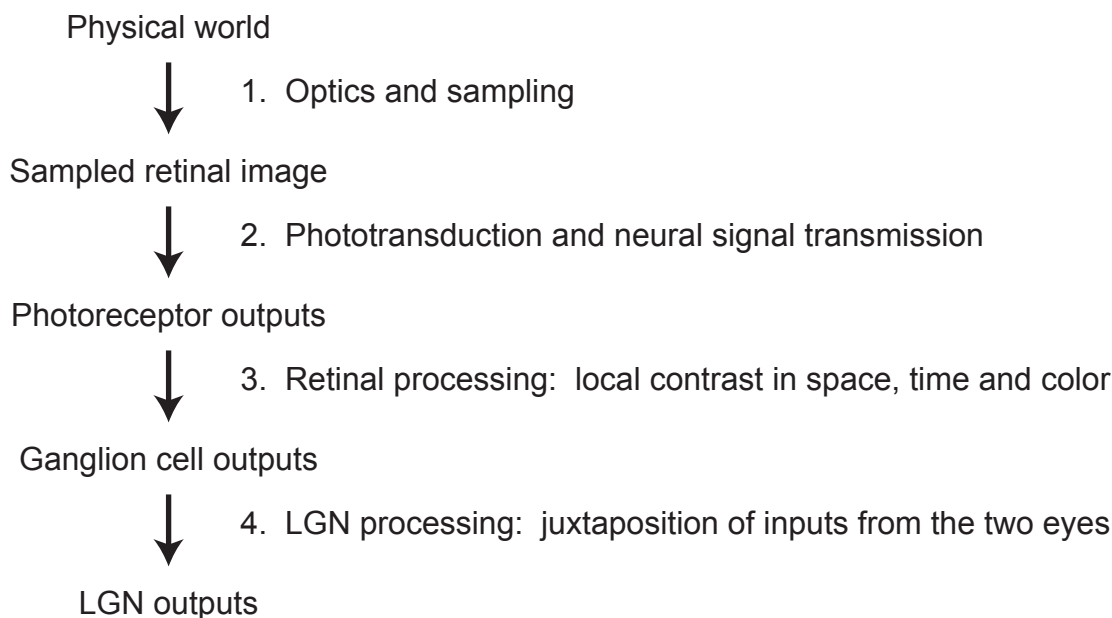 Physical world
1. Optics and sampling
Sampled retinal image
2. Phototransduction and neural signal transmission
Photoreceptor outputs
3. Retinal processing: local contrast in space, time and color
Ganglion cell outputs
4. LGN processing: juxtaposition of inputs from the two eyes
LGN outputs